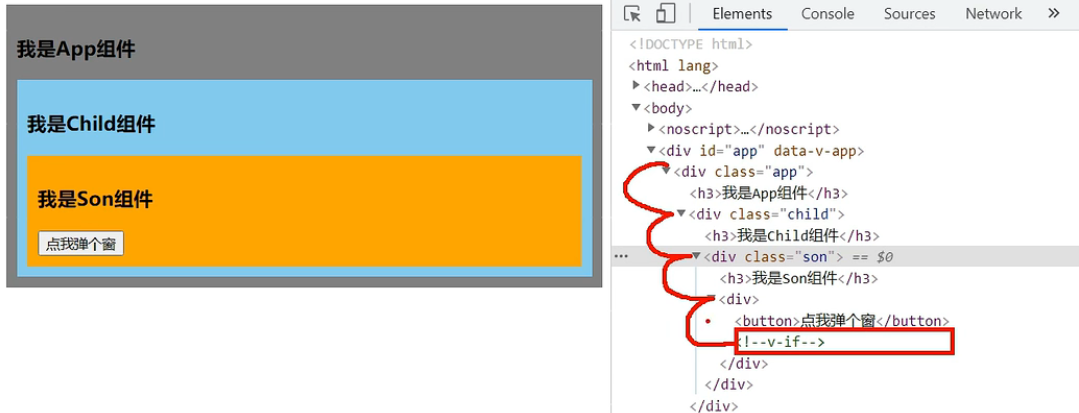 我是App组件
我是Child组件
我是Son组件
点我弹个窗
Elements Console Sources Network
<!DOCTYPE html>
<html lang>
<head>…</head>
<body>
<noscript>…</noscript>
<div id="app" data-v-app>
<div class="app">
<h3>我是App组件</h3>
<div class="child">
<h3>我是Child组件</h3>
<div class="son"> == $0
<h3>我是Son组件</h3>
<div>
<button>点我弹个窗</button>
<!--v-if-->
</div>
</div>
</div>